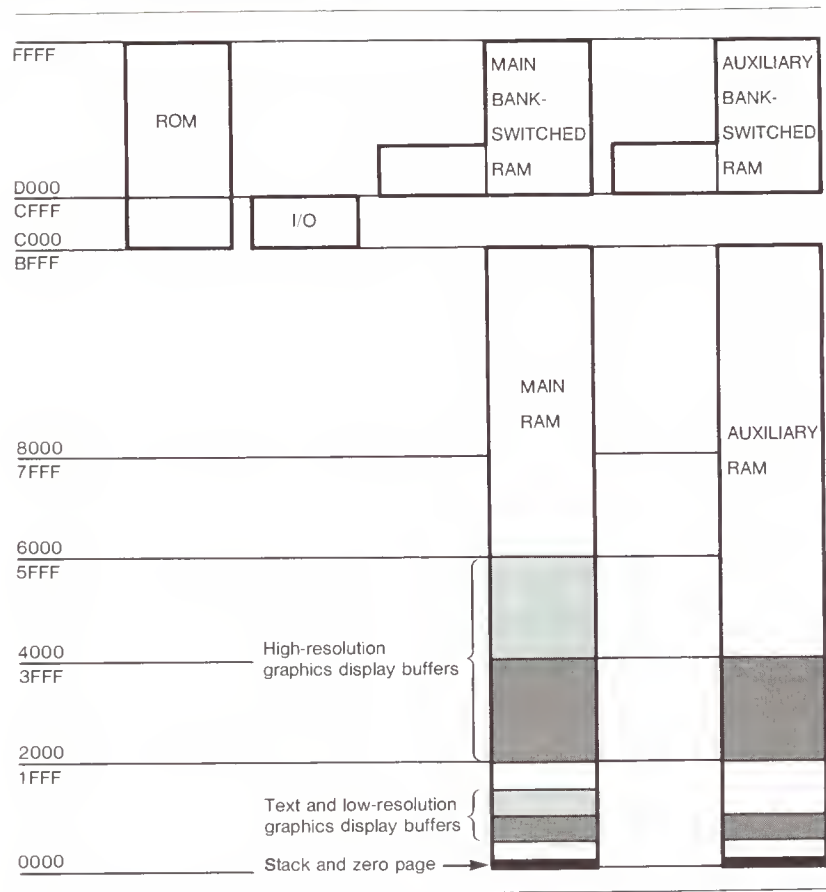 FFFF
ROM
MAIN
BANK-
SWITCHED
RAM
AUXILIARY
BANK-
SWITCHED
RAM
D000
CFFF
I/O
C000
BFFF
MAIN
RAM
AUXILIARY
RAM
8000
7FFF
6000
5FFF
High-resolution
graphics display buffers
4000
3FFF
2000
1FFF
Text and low-resolution
graphics display buffers
0000
Stack and zero page